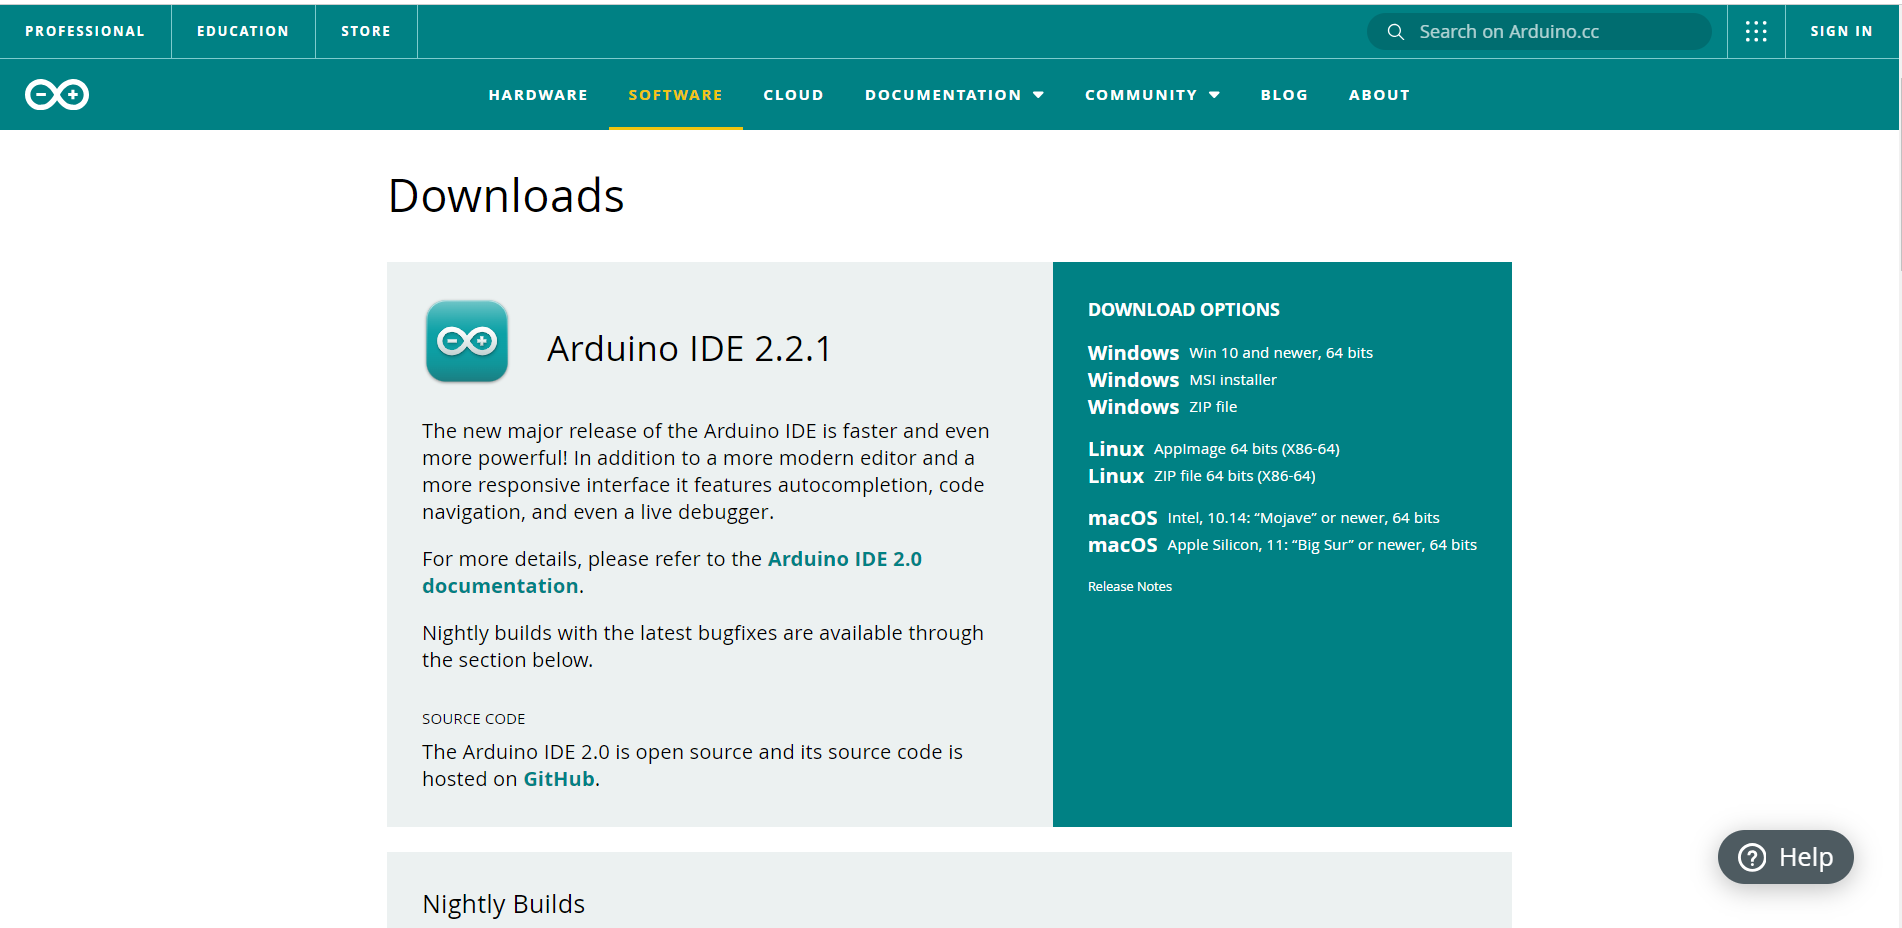 PROFESSIONAL EDUCATION STORE Search on Arduino.cc SIGN IN
HARDWARE SOFTWARE CLOUD DOCUMENTATION COMMUNITY BLOG ABOUT
Downloads
Arduino IDE 2.2.1
The new major release of the Arduino IDE is faster and even
more powerful! In addition to a more modern editor and a
more responsive interface it features autocompletion, code
navigation, and even a live debugger.
For more details, please refer to the Arduino IDE 2.0
documentation.
Nightly builds with the latest bugfixes are available through
the section below.
SOURCE CODE
The Arduino IDE 2.0 is open source and its source code is
hosted on GitHub.
DOWNLOAD OPTIONS
Windows Win 10 and newer, 64 bits
Windows MSI installer
Windows ZIP file
Linux AppImage 64 bits (X86-64)
Linux ZIP file 64 bits (X86-64)
macOS Intel, 10.14: “Mojave” or newer, 64 bits
macOS Apple Silicon, 11: “Big Sur” or newer, 64 bits
Release Notes
Help
Nightly Builds